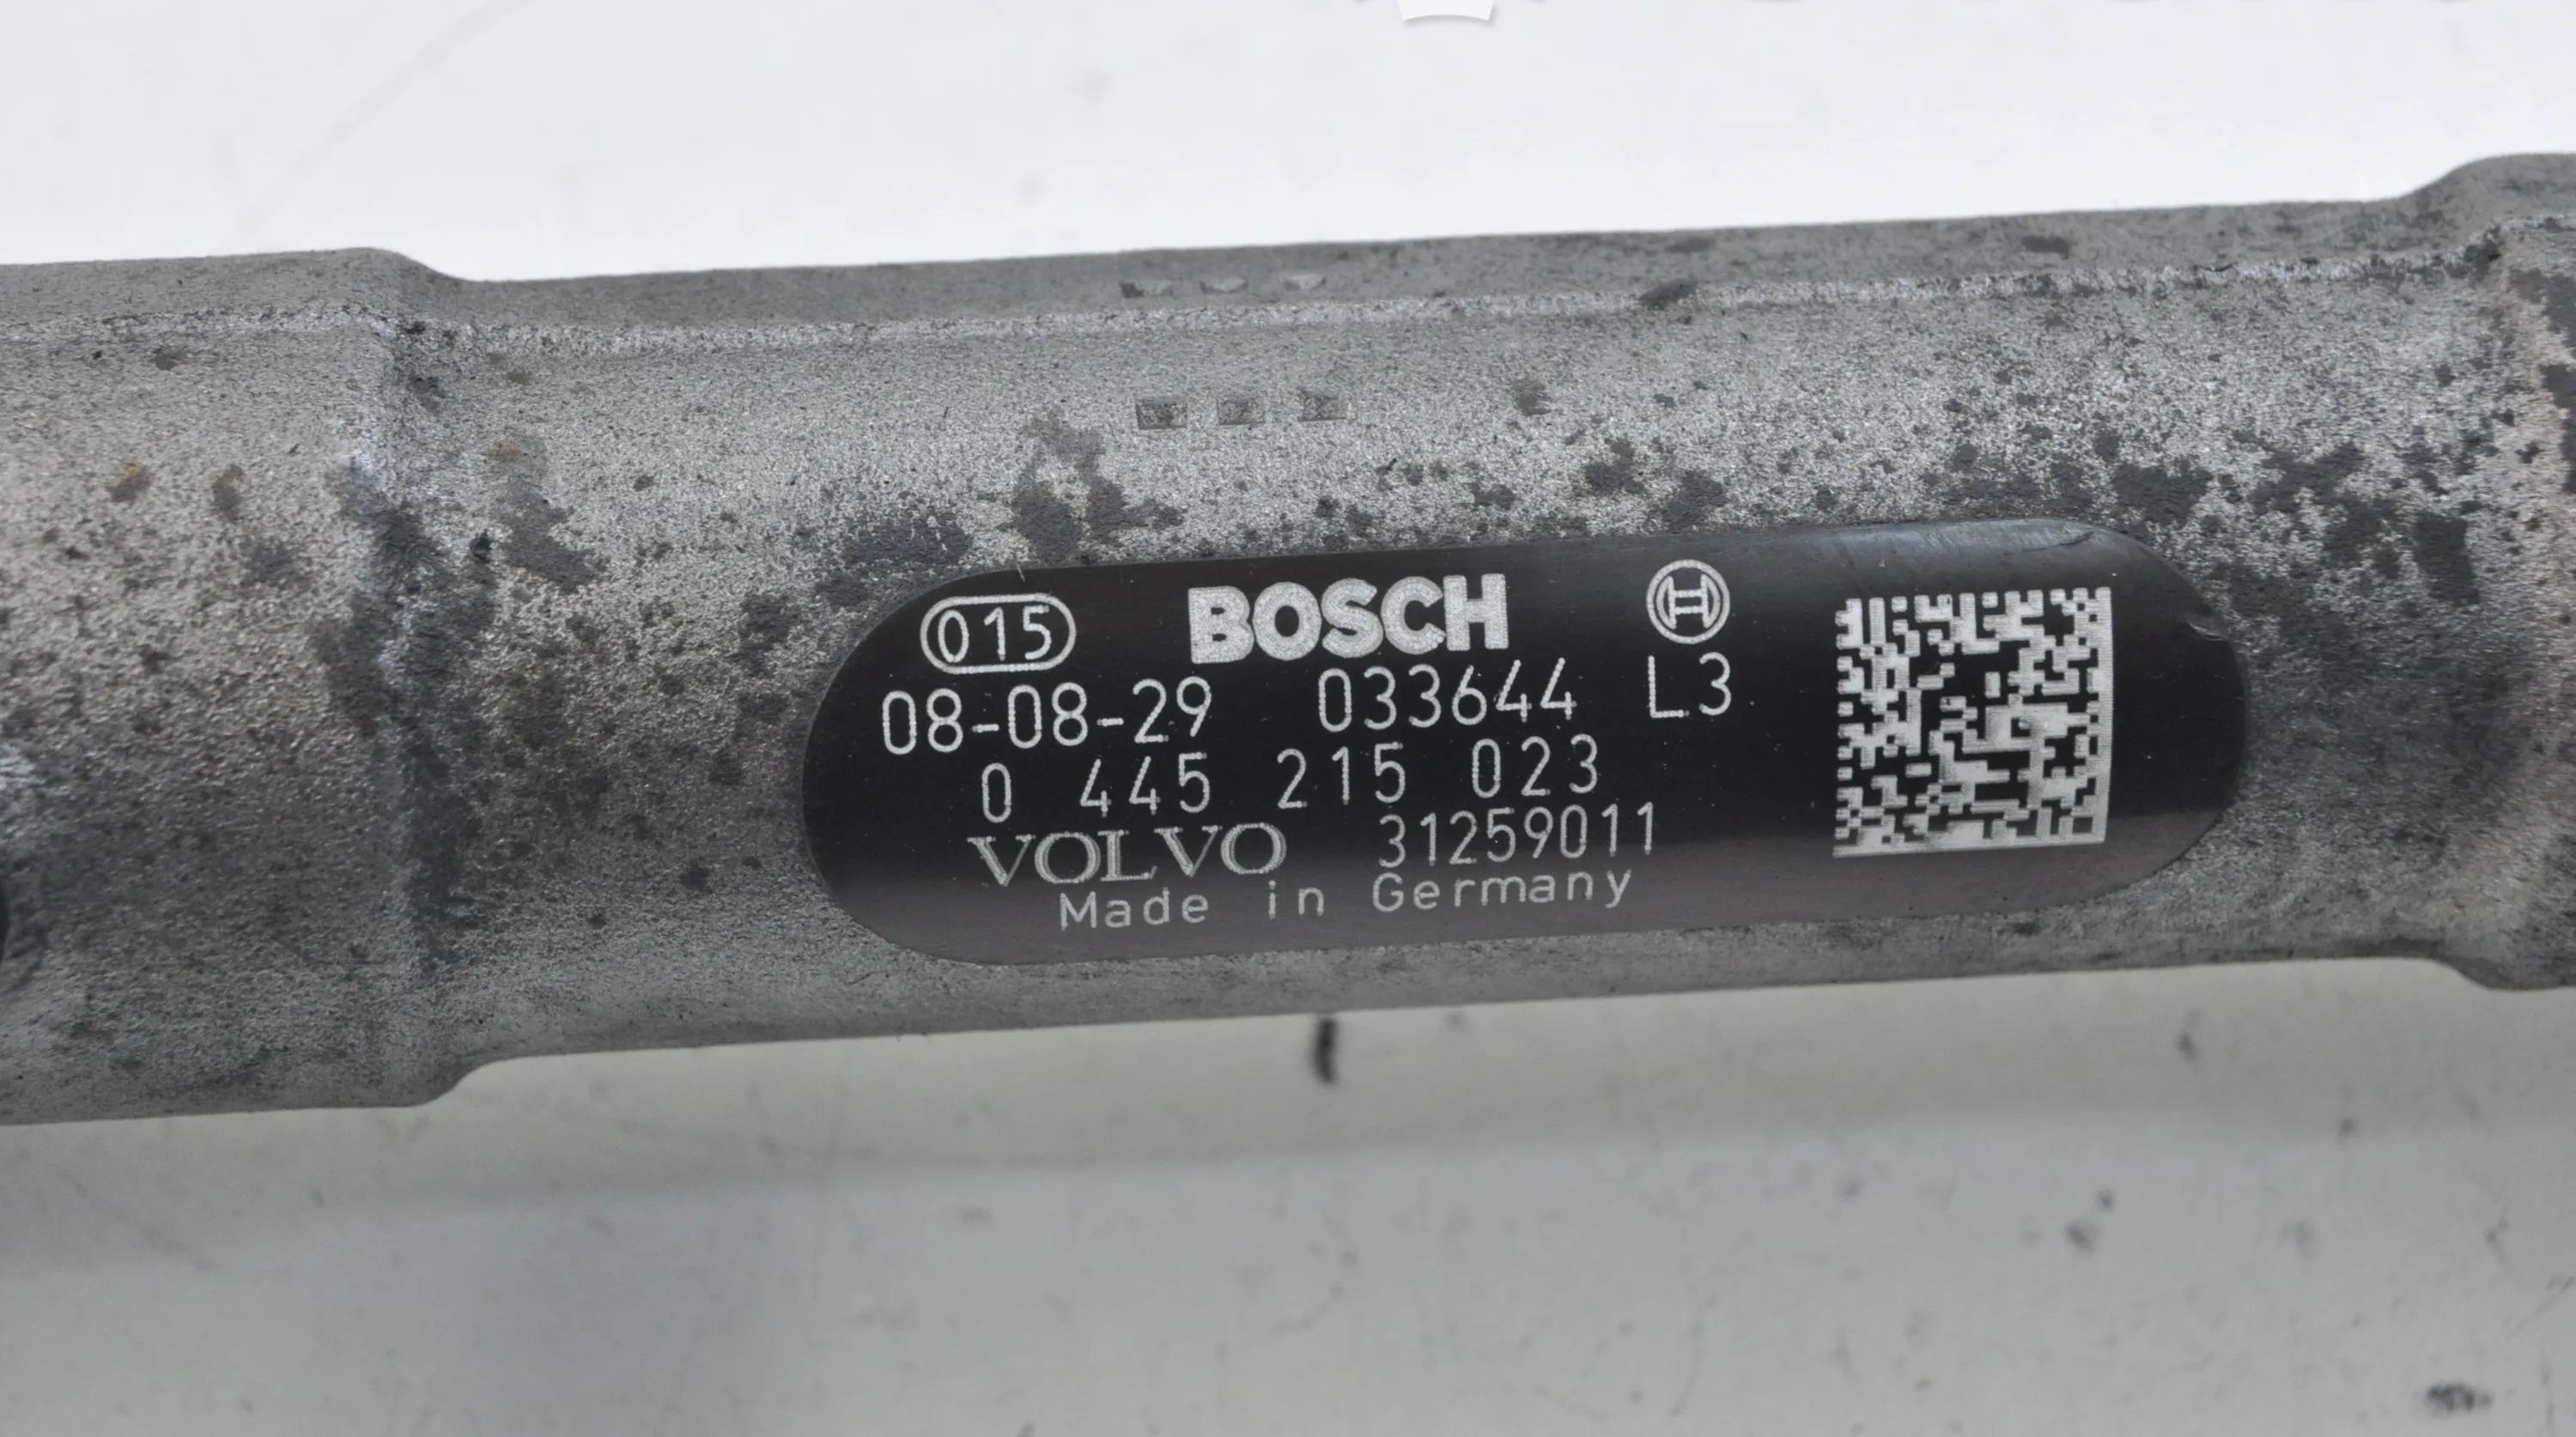 015 BOSCH
08-08-29 033644 L3
0 445 215 023
VOLVO 31259011
Made in Germany